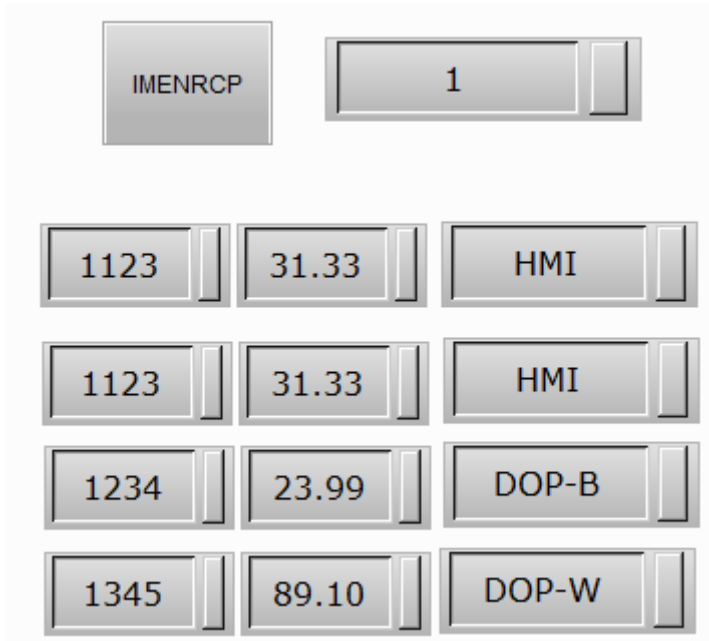 IMENRCP 1
1123 31.33 HMI
1123 31.33 HMI
1234 23.99 DOP-B
1345 89.10 DOP-W